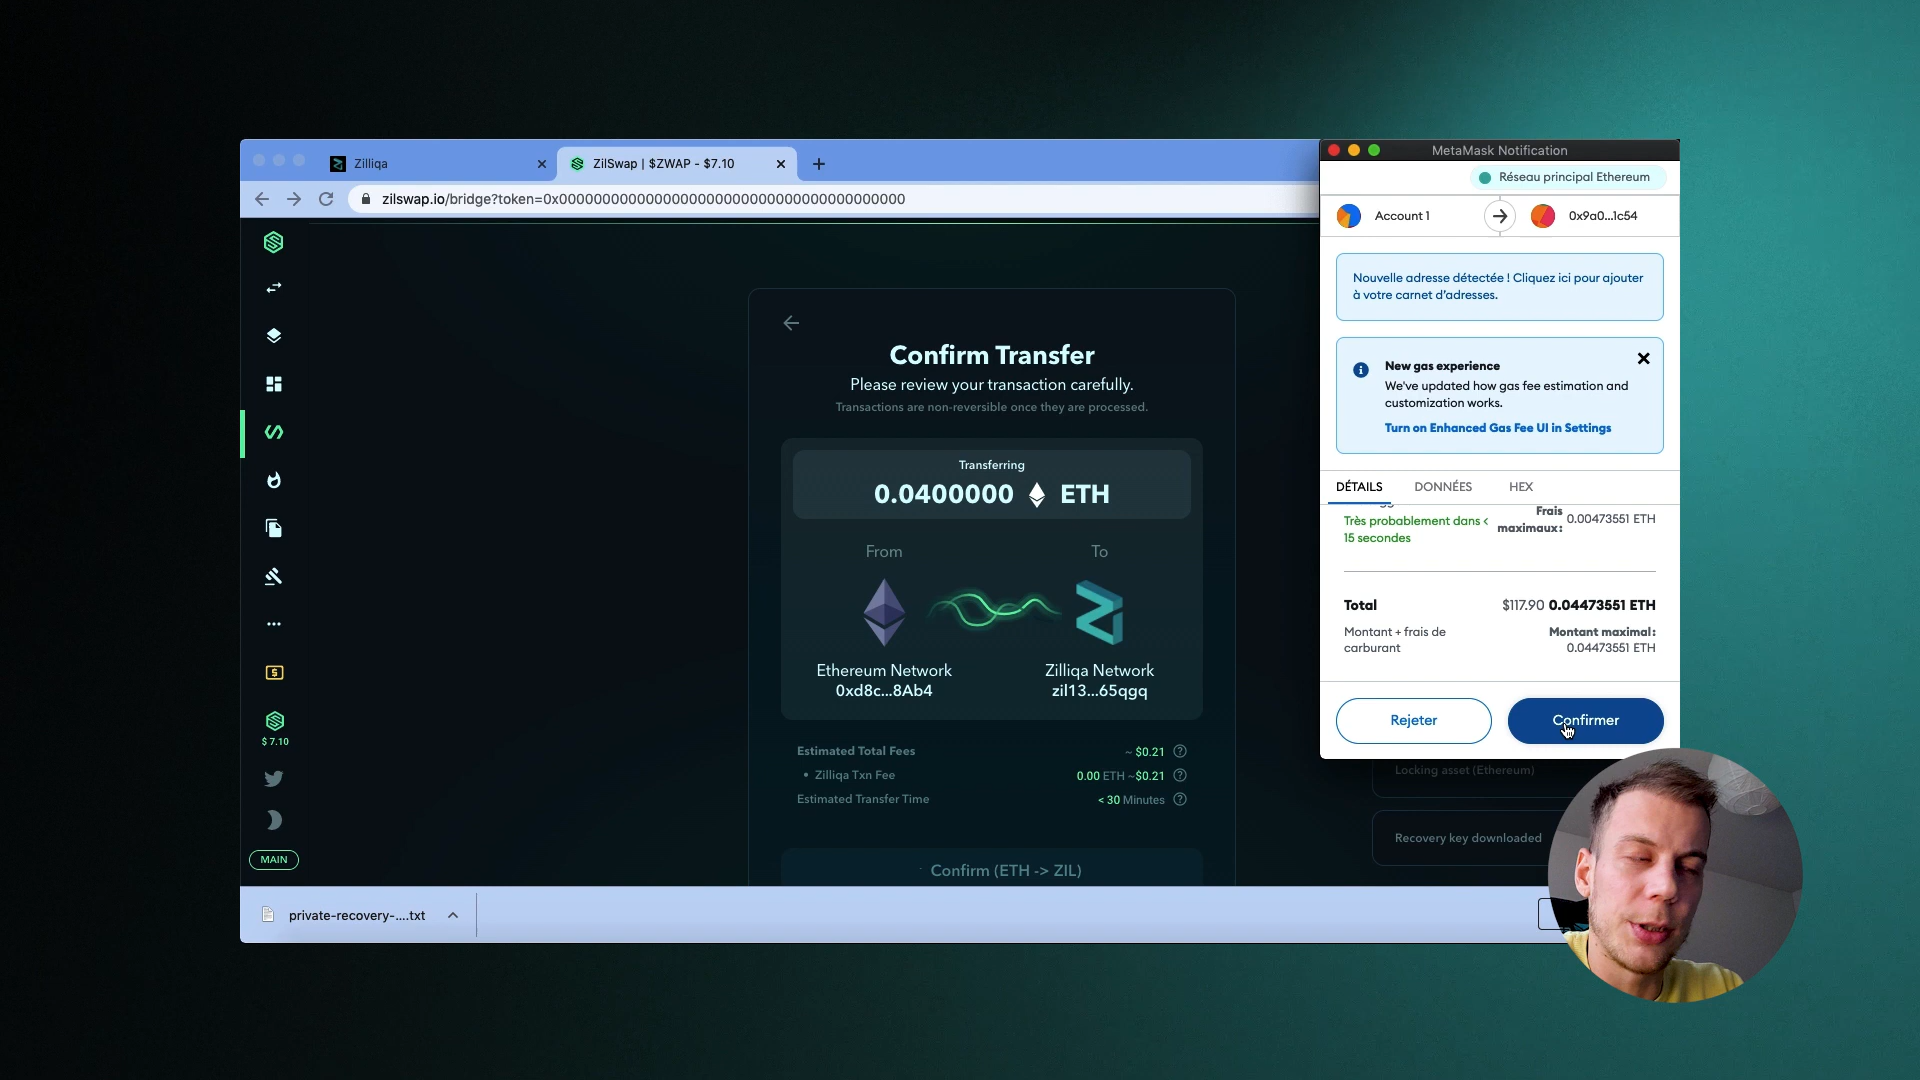 Zilliqa
ZilSwap | $ZWAP - $7.10
zilswap.io/bridge?token=0x0000000000000000000000000000000000000000
$ 7.10
MAIN
Confirm Transfer
Please review your transaction carefully.
Transactions are non-reversible once they are processed.
Transferring
0.0400000 ETH
From To
Ethereum Network Zilliqa Network
0xd8c...8Ab4 zil13...65qgq
Estimated Total Fees ~ $0.21
• Zilliqa Txn Fee 0.00 ETH ~$0.21
Estimated Transfer Time < 30 Minutes
Confirm (ETH -> ZIL)
MetaMask Notification
Réseau principal Ethereum
Account 1 0x9a0...1c54
Nouvelle adresse détectée ! Cliquez ici pour ajouter
à votre carnet d'adresses.
New gas experience
We've updated how gas fee estimation and
customization works.
Turn on Enhanced Gas Fee UI in Settings
DÉTAILS DONNÉES HEX
Très probablement dans <
15 secondes
Frais
maximaux: 0.00473551 ETH
Total $117.90 0.04473551 ETH
Montant + frais de
carburant
Montant maximal:
0.04473551 ETH
Rejeter Confirmer
Locking asset (Ethereum)
Recovery key downloaded
private-recovery-....txt